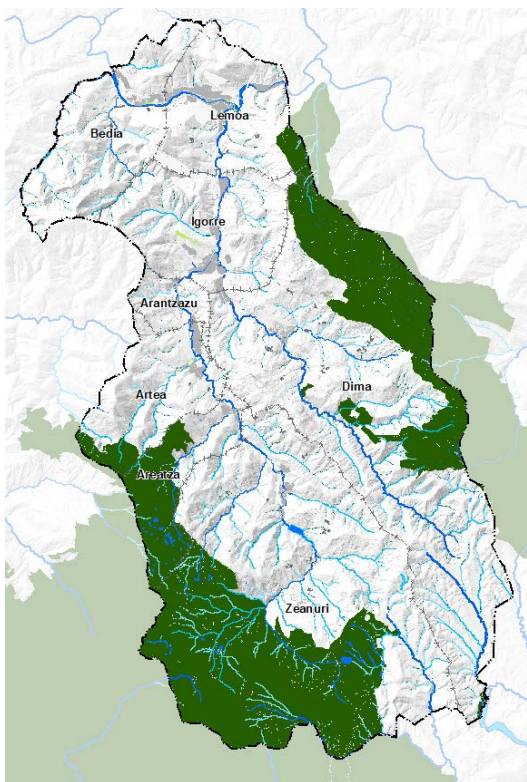 Lemoa
Bedia
Igorre
Arantzazu
Dima
Artea
Areatza
Zeanuri